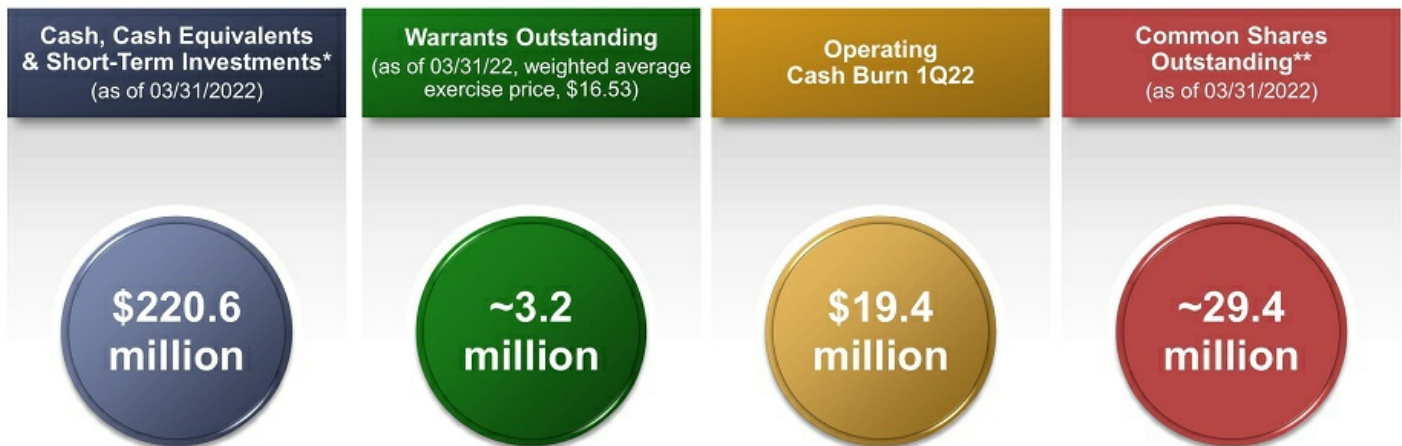 Cash, Cash Equivalents
& Short-Term Investments*
(as of 03/31/2022)
$220.6
million
Warrants Outstanding
(as of 03/31/22, weighted average
exercise price, $16.53)
~3.2
million
Operating
Cash Burn 1Q22
$19.4
million
Common Shares
Outstanding**
(as of 03/31/2022)
~29.4
million